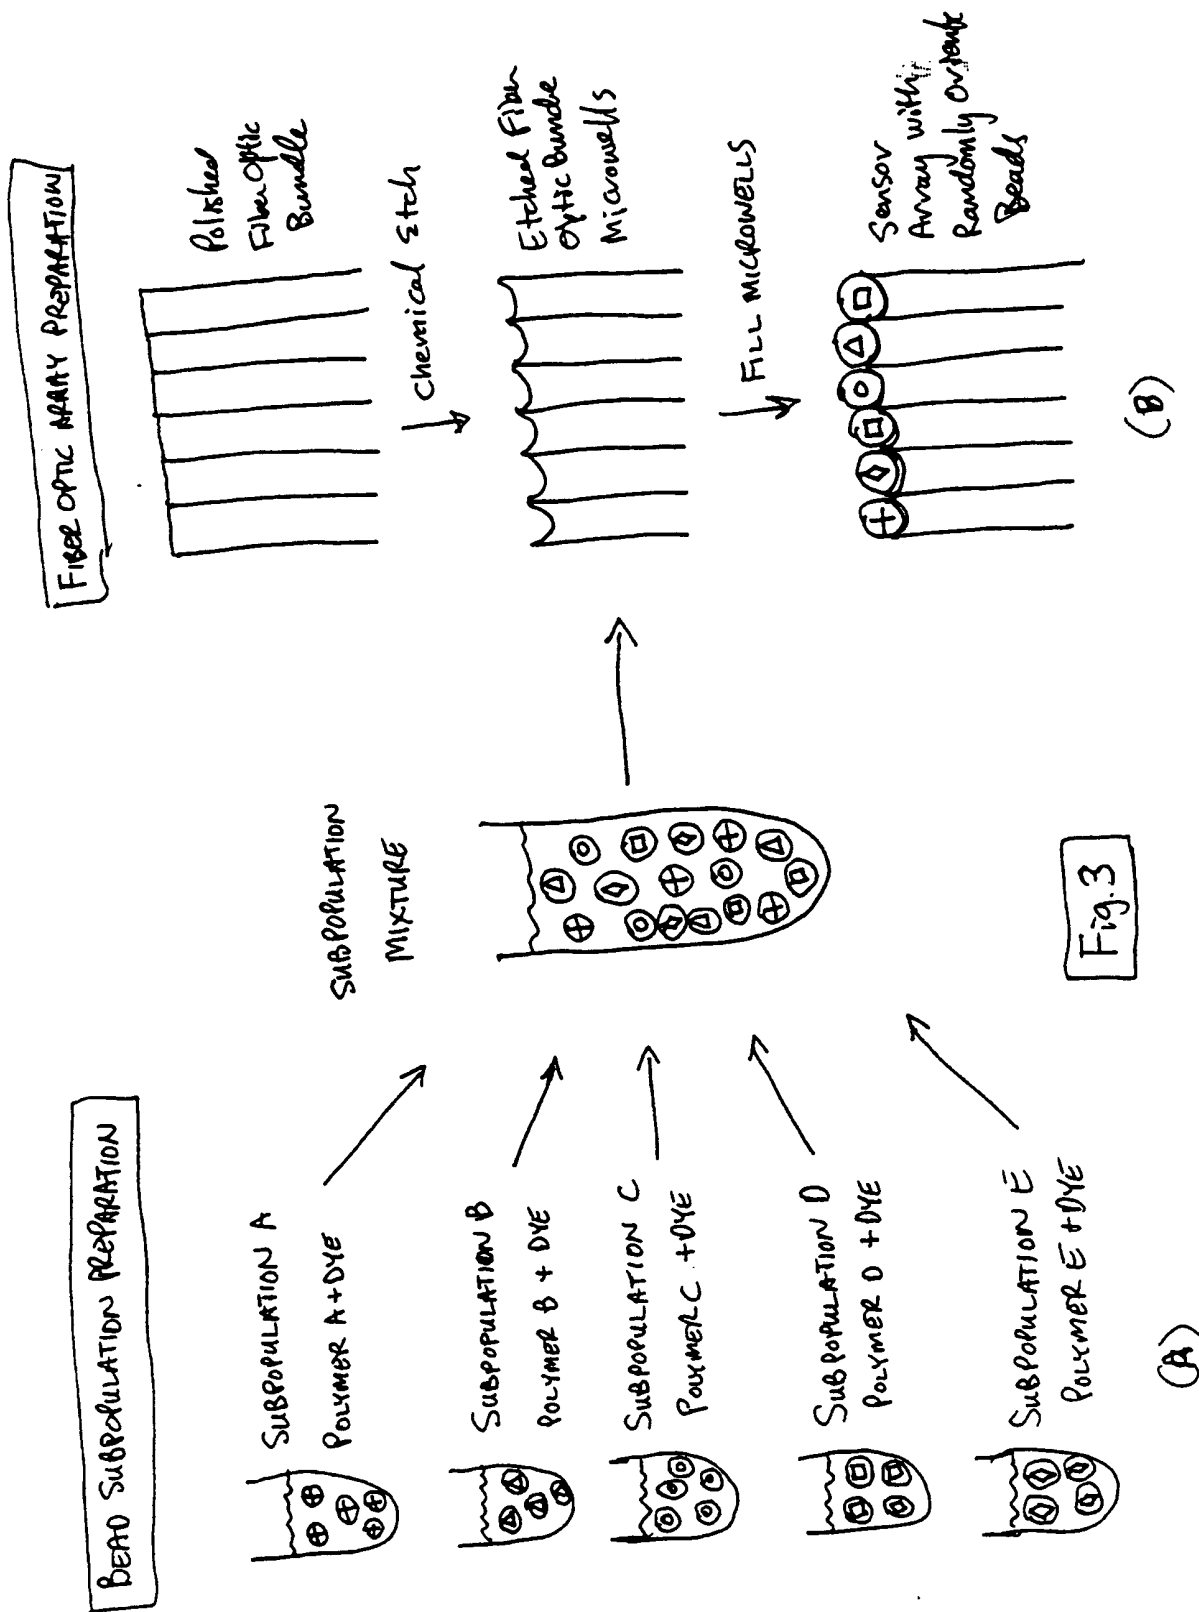 BEAD SUBPOPULATION PREPARATION
SUBPOPULATION A
POLYMER A + DYE
SUBPOPULATION B
POLYMER B + DYE
SUBPOPULATION C
POLYMER C + DYE
SUBPOPULATION D
POLYMER D + DYE
SUBPOPULATION E
POLYMER E + DYE
(A)
SUBPOPULATION
MIXTURE
Fig. 3
FIBER OPTIC ARRAY PREPARATION
Polished
Fiber Optic
Bundle
Chemical Etch
Etched Fiber
Optic Bundle
Microwells
FILL MICROWELLS
Sensor
Array with
Randomly
Beads
(B)